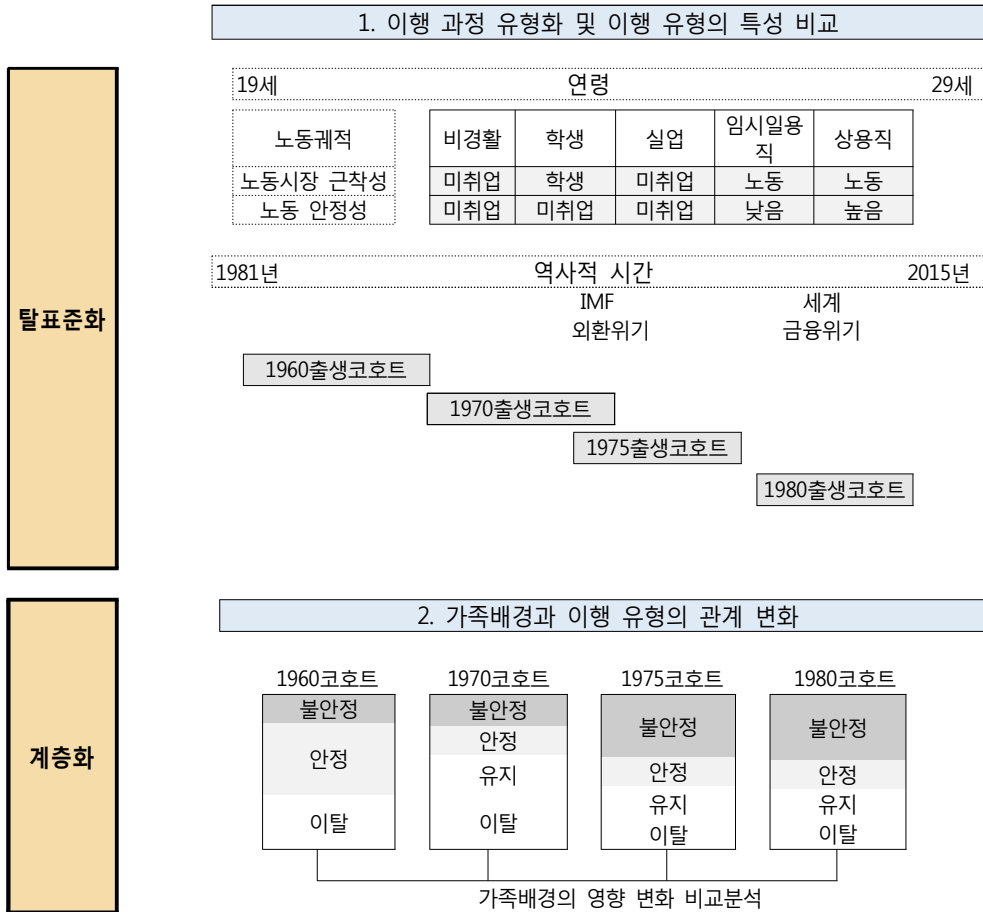 1. 이행 과정 유형화 및 이행 유형의 특성 비교
탈표준화
19세 연령 29세
노동궤적 비경활 학생 실업 임시일용직 상용직
노동시장 근착성 미취업 학생 미취업 노동 노동
노동 안정성 미취업 미취업 미취업 낮음 높음
1981년 역사적 시간 2015년
IMF 세계
외환위기 금융위기
1960출생코호트
1970출생코호트
1975출생코호트
1980출생코호트
계층화
2. 가족배경과 이행 유형의 관계 변화
1960코호트 1970코호트 1975코호트 1980코호트
불안정 불안정 불안정 불안정
안정 안정 안정 안정
유지 유지 유지
이탈 이탈 이탈 이탈
가족배경의 영향 변화 비교분석